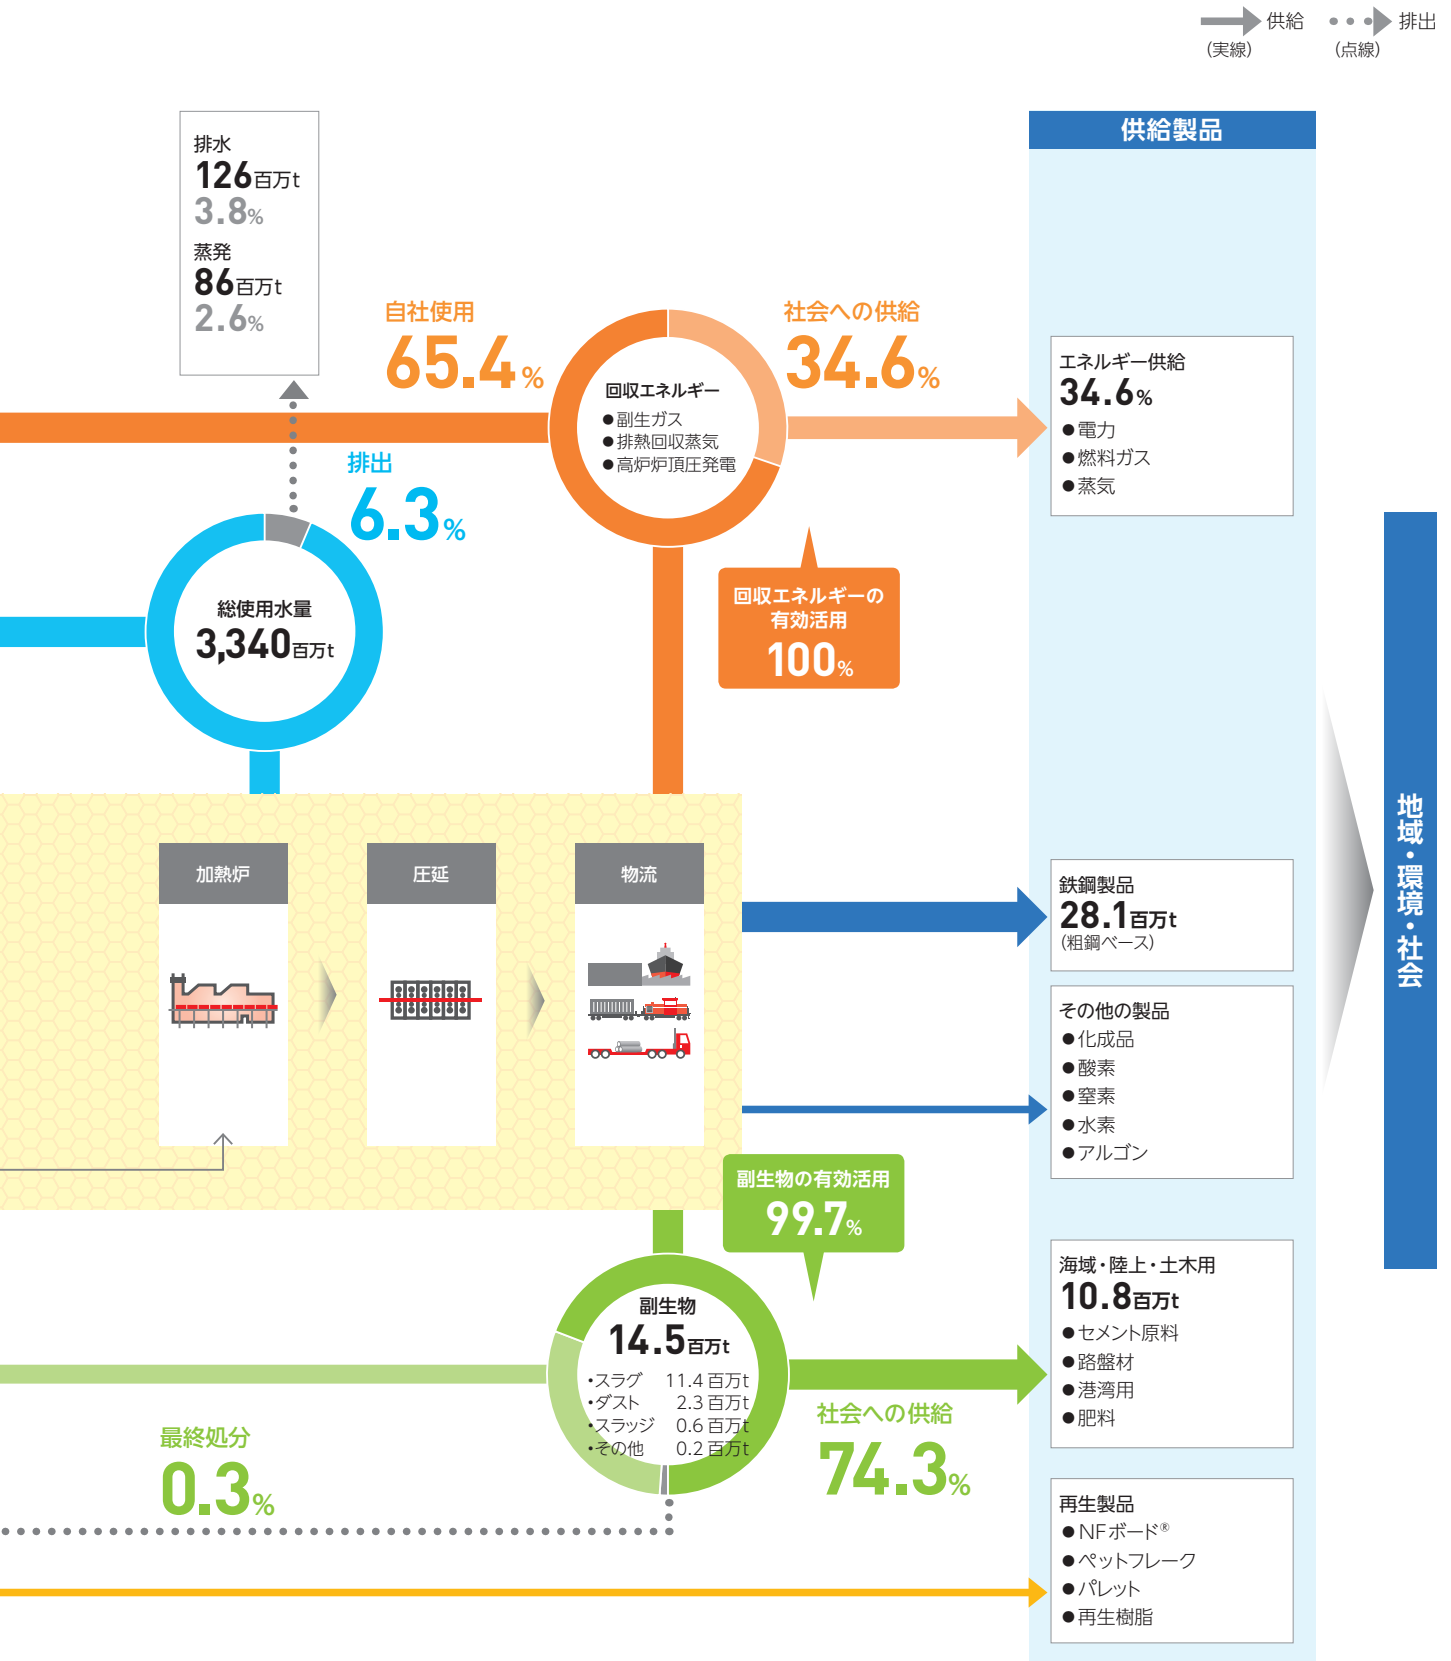 供給
(実線)
排出
(点線)
排水
126百万t
3.8%
蒸発
86百万t
2.6%
自社使用
65.4%
回収エネルギー
●副生ガス
●排熱回収蒸気
●高炉炉頂圧発電
社会への供給
34.6%
排出
6.3%
総使用水量
3,340百万t
回収エネルギーの
有効活用
100%
加熱炉
圧延
物流
副生物の有効活用
99.7%
副生物
14.5百万t
・スラグ 11.4百万t
・ダスト 2.3百万t
・スラッジ 0.6百万t
・その他 0.2百万t
社会への供給
74.3%
最終処分
0.3%
供給製品
エネルギー供給
34.6%
●電力
●燃料ガス
●蒸気
鉄鋼製品
28.1百万t
(粗鋼ベース)
その他の製品
●化成品
●酸素
●窒素
●水素
●アルゴン
海域・陸上・土木用
10.8百万t
●セメント原料
●路盤材
●港湾用
●肥料
再生製品
●NFボード®
●ペットフレーク
●パレット
●再生樹脂
地域・環境・社会